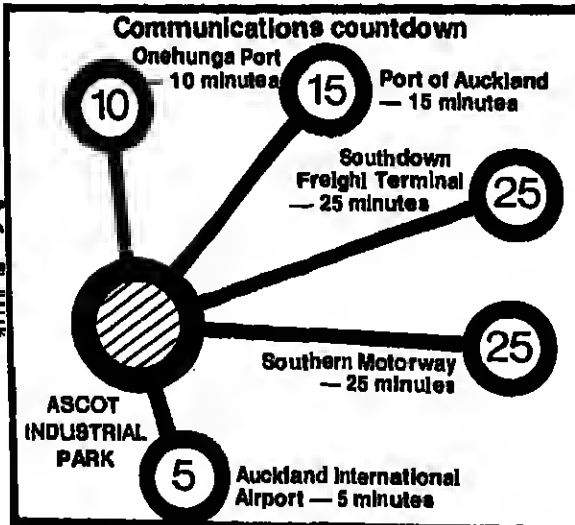 Communications countdown
Onehunga Port
— 10 minutes
10
15
Port of Auckland
— 15 minutes
Southdown
Freight Terminal
— 25 minutes
25
25
Southern Motorway
— 25 minutes
ASCOT
INDUSTRIAL
PARK
5
Auckland International
Airport — 5 minutes